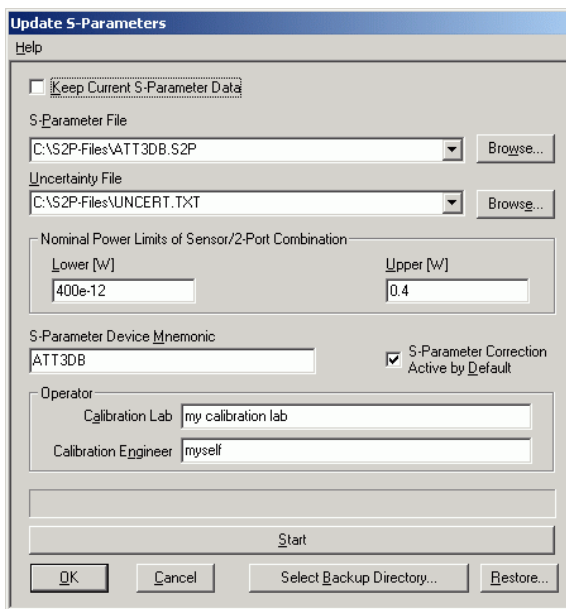 Update S-Parameters
Help
Keep Current S-Parameter Data
S-Parameter File
C:\S2P-Files\ATT3DB.S2P
Browse...
Uncertainty File
C:\S2P-Files\UNCERT.TXT
Browse...
Nominal Power Limits of Sensor/2-Port Combination
Lower [W]
Upper [W]
400e-12
0.4
S-Parameter Device Mnemonic
ATT3DB
S-Parameter Correction
Active by Default
Operator
Calibration Lab
my calibration lab
Calibration Engineer
myself
Start
OK
Cancel
Select Backup Directory...
Restore...